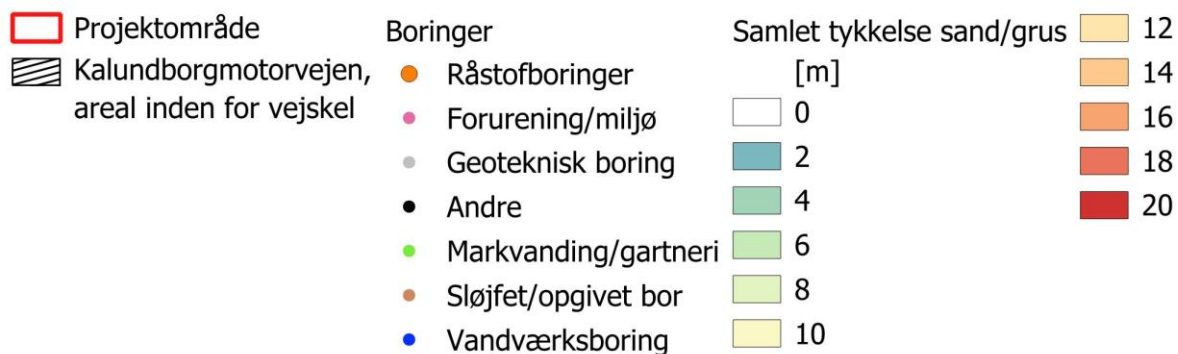 Projektområde
Kalundborgmotorvejen,
areal inden for vejskel
Boringer
Råstofboringer
Forurening/miljø
Geoteknisk boring
Andre
Markvanding/gartneri
Sløjfet/opgivet bor
Vandværksboring
Samlet tykkelse sand/grus
[m]
0
2
4
6
8
10
12
14
16
18
20